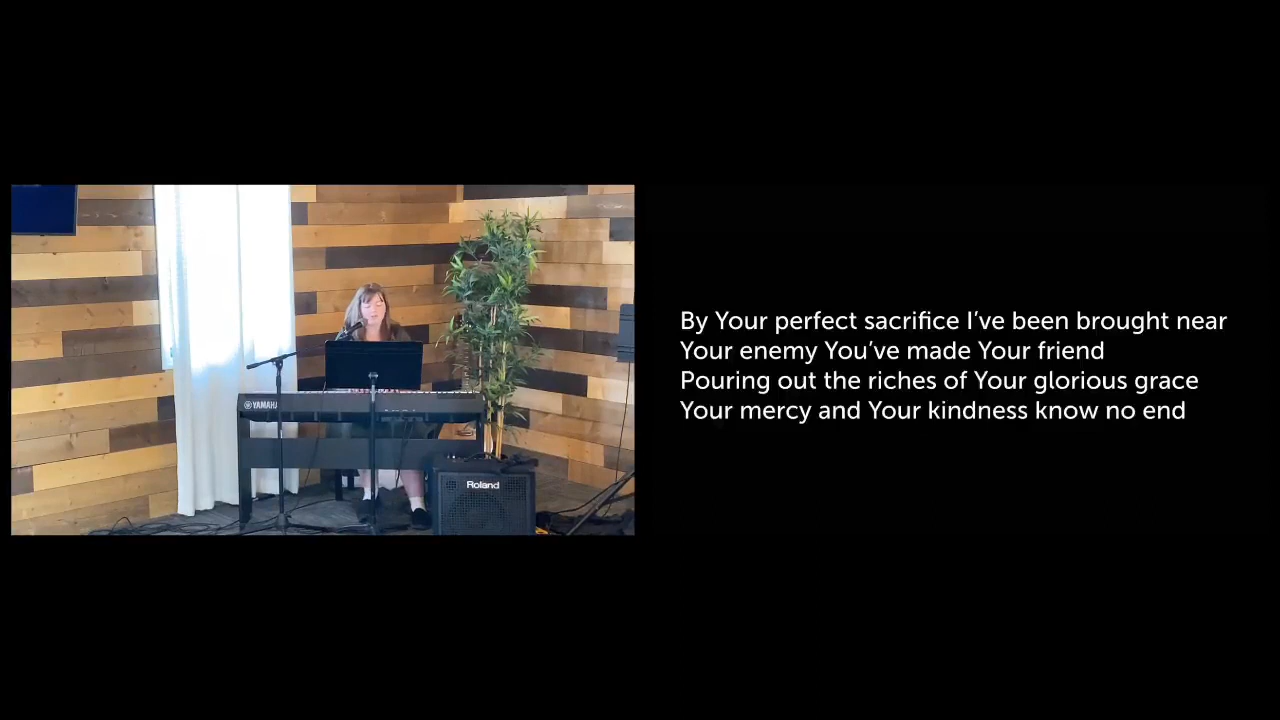 YAMAHA
Roland
By Your perfect sacrifice I've been brought near
Your enemy You've made Your friend
Pouring out the riches of Your glorious grace
Your mercy and Your kindness know no end